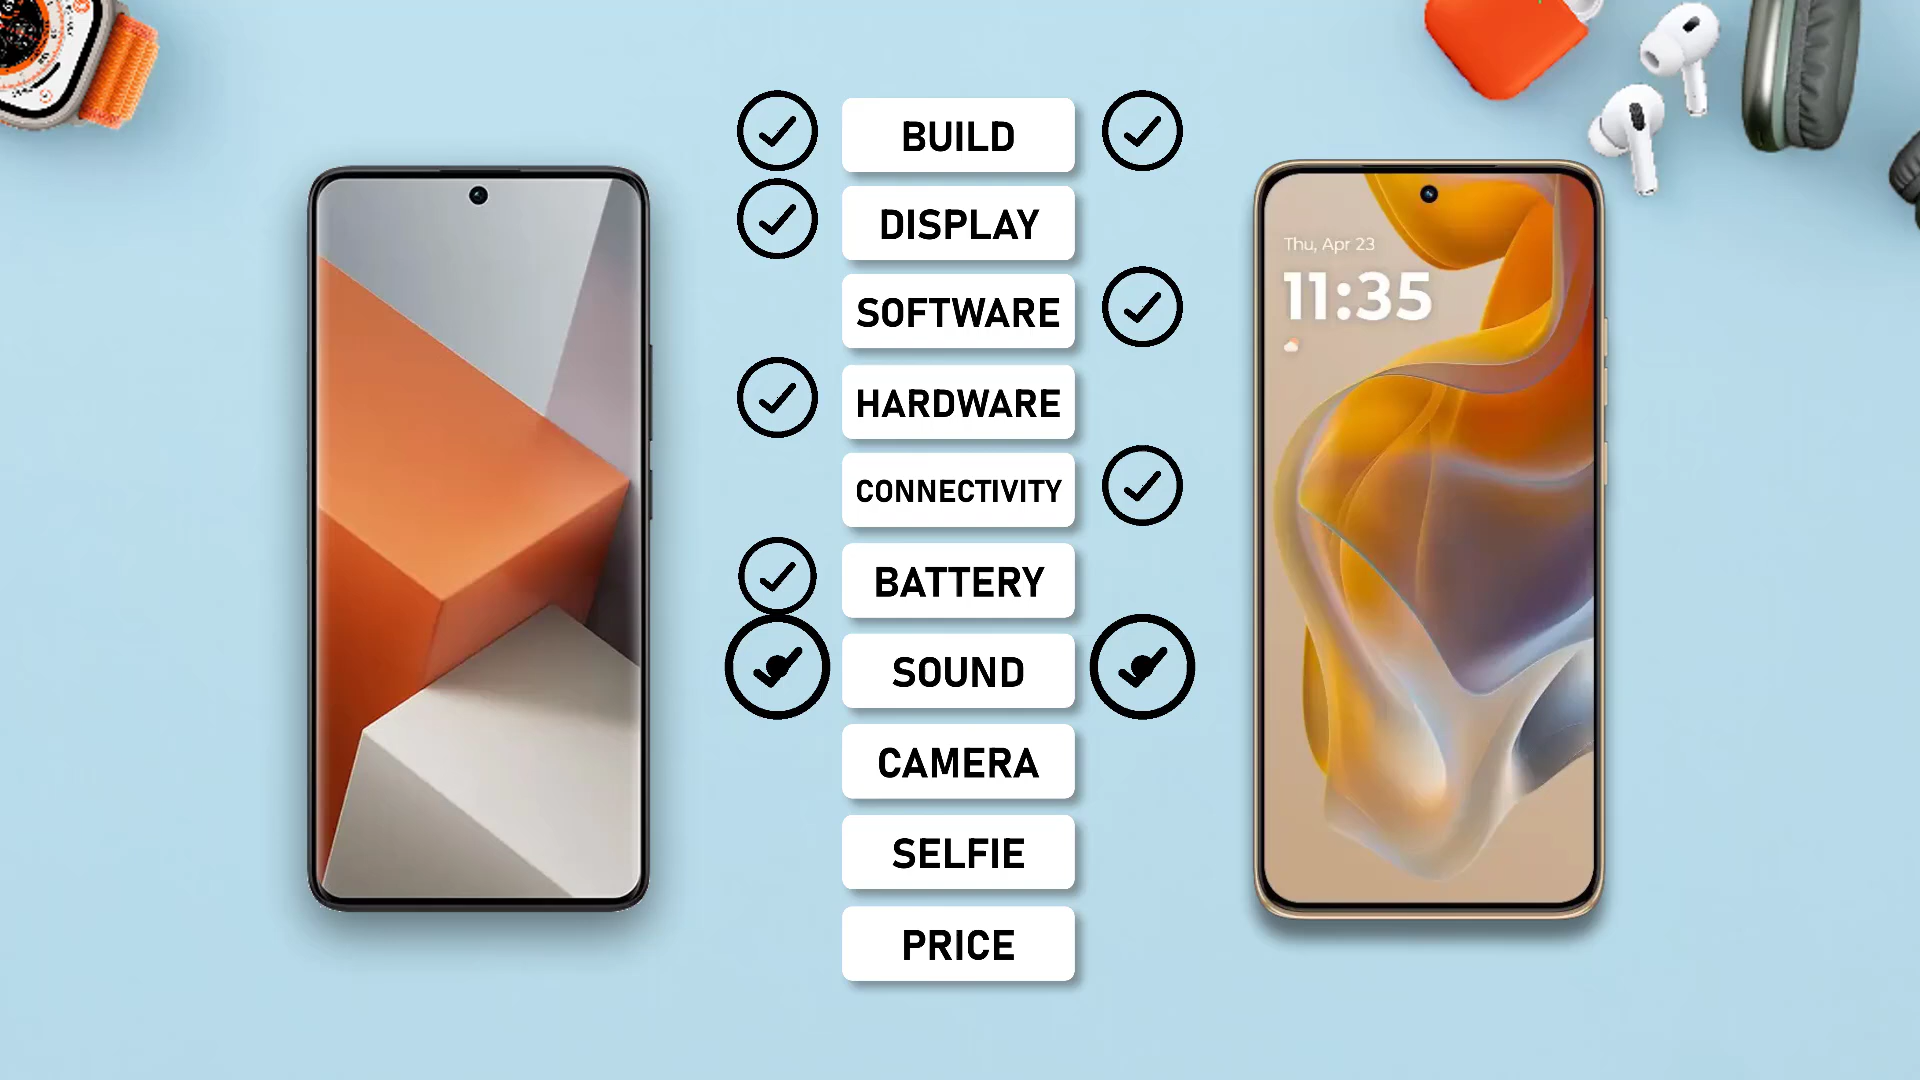 BUILD
DISPLAY
SOFTWARE
HARDWARE
CONNECTIVITY
BATTERY
SOUND
CAMERA
SELFIE
PRICE
Thu, Apr 23
11:35